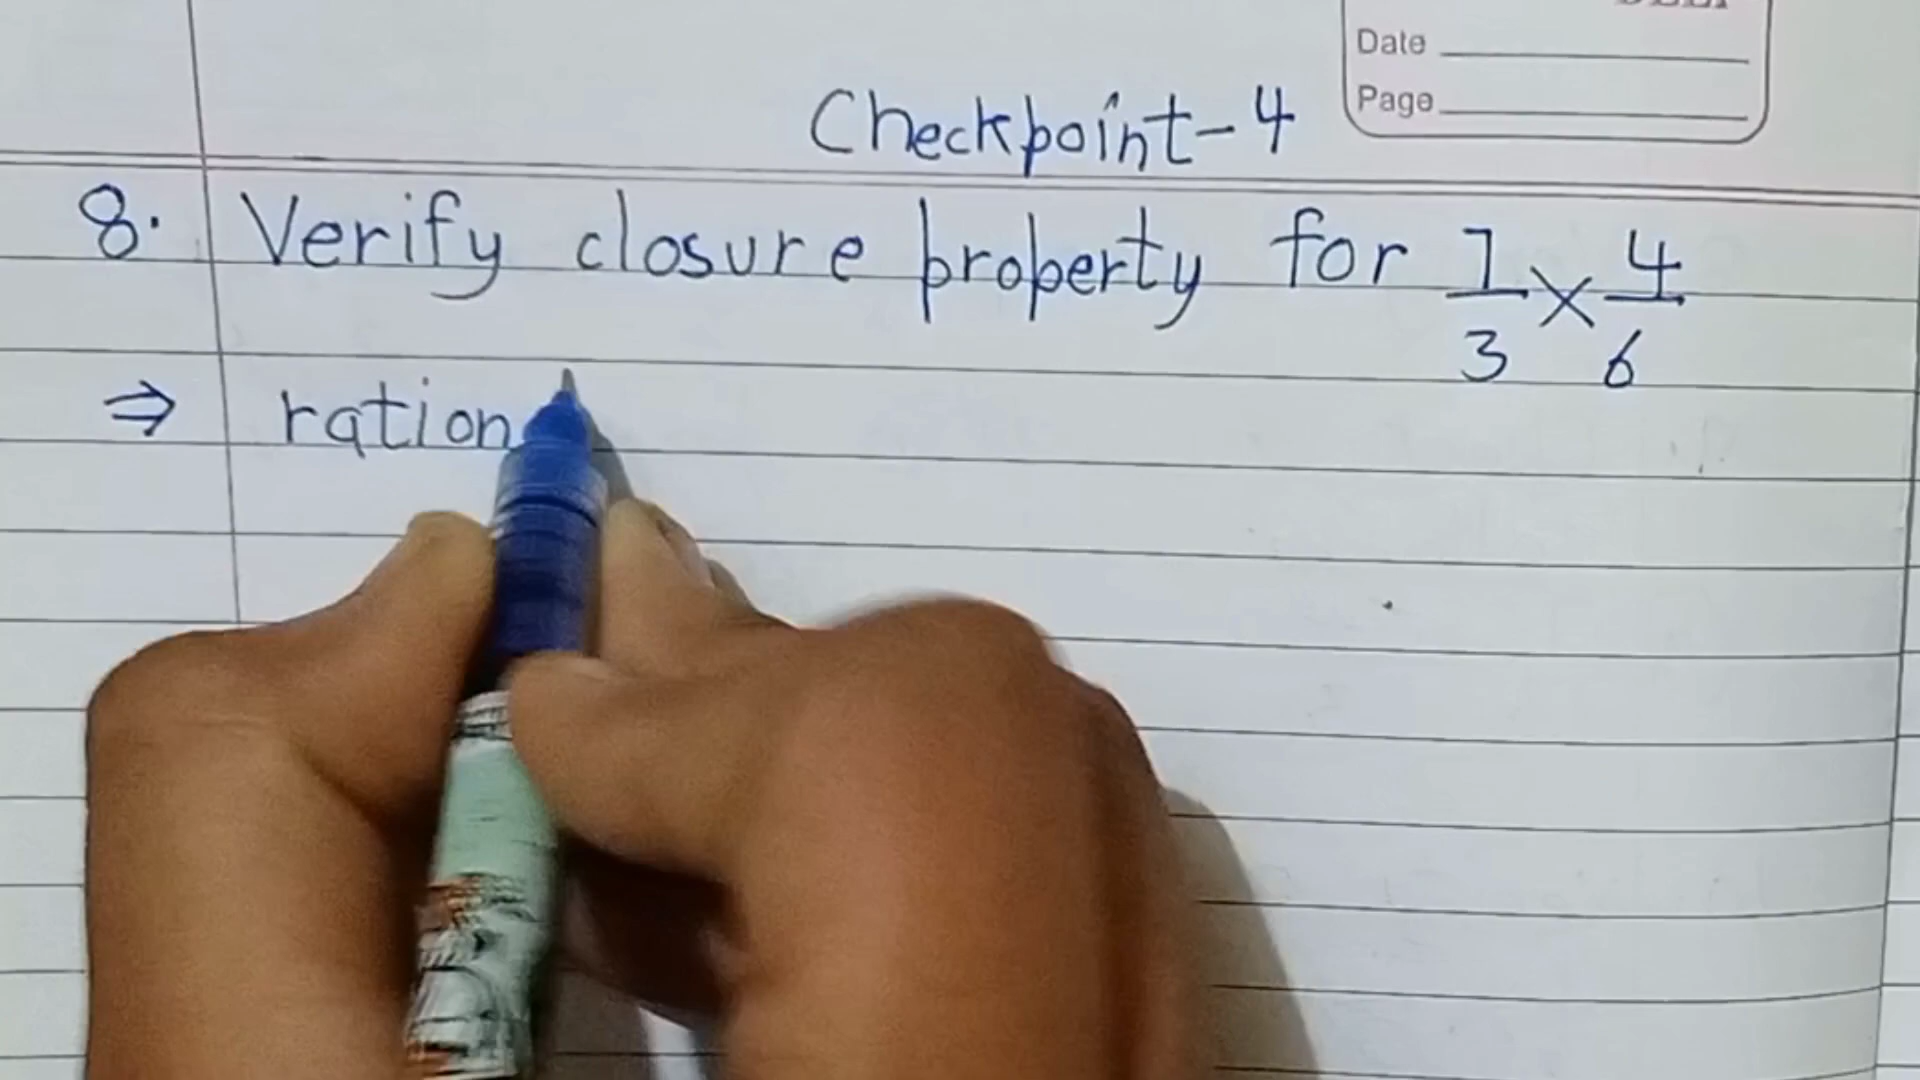 Date
Page
Checkpoint-4
8. Verify closure property for 1/3 × 4/6
⇒ ration